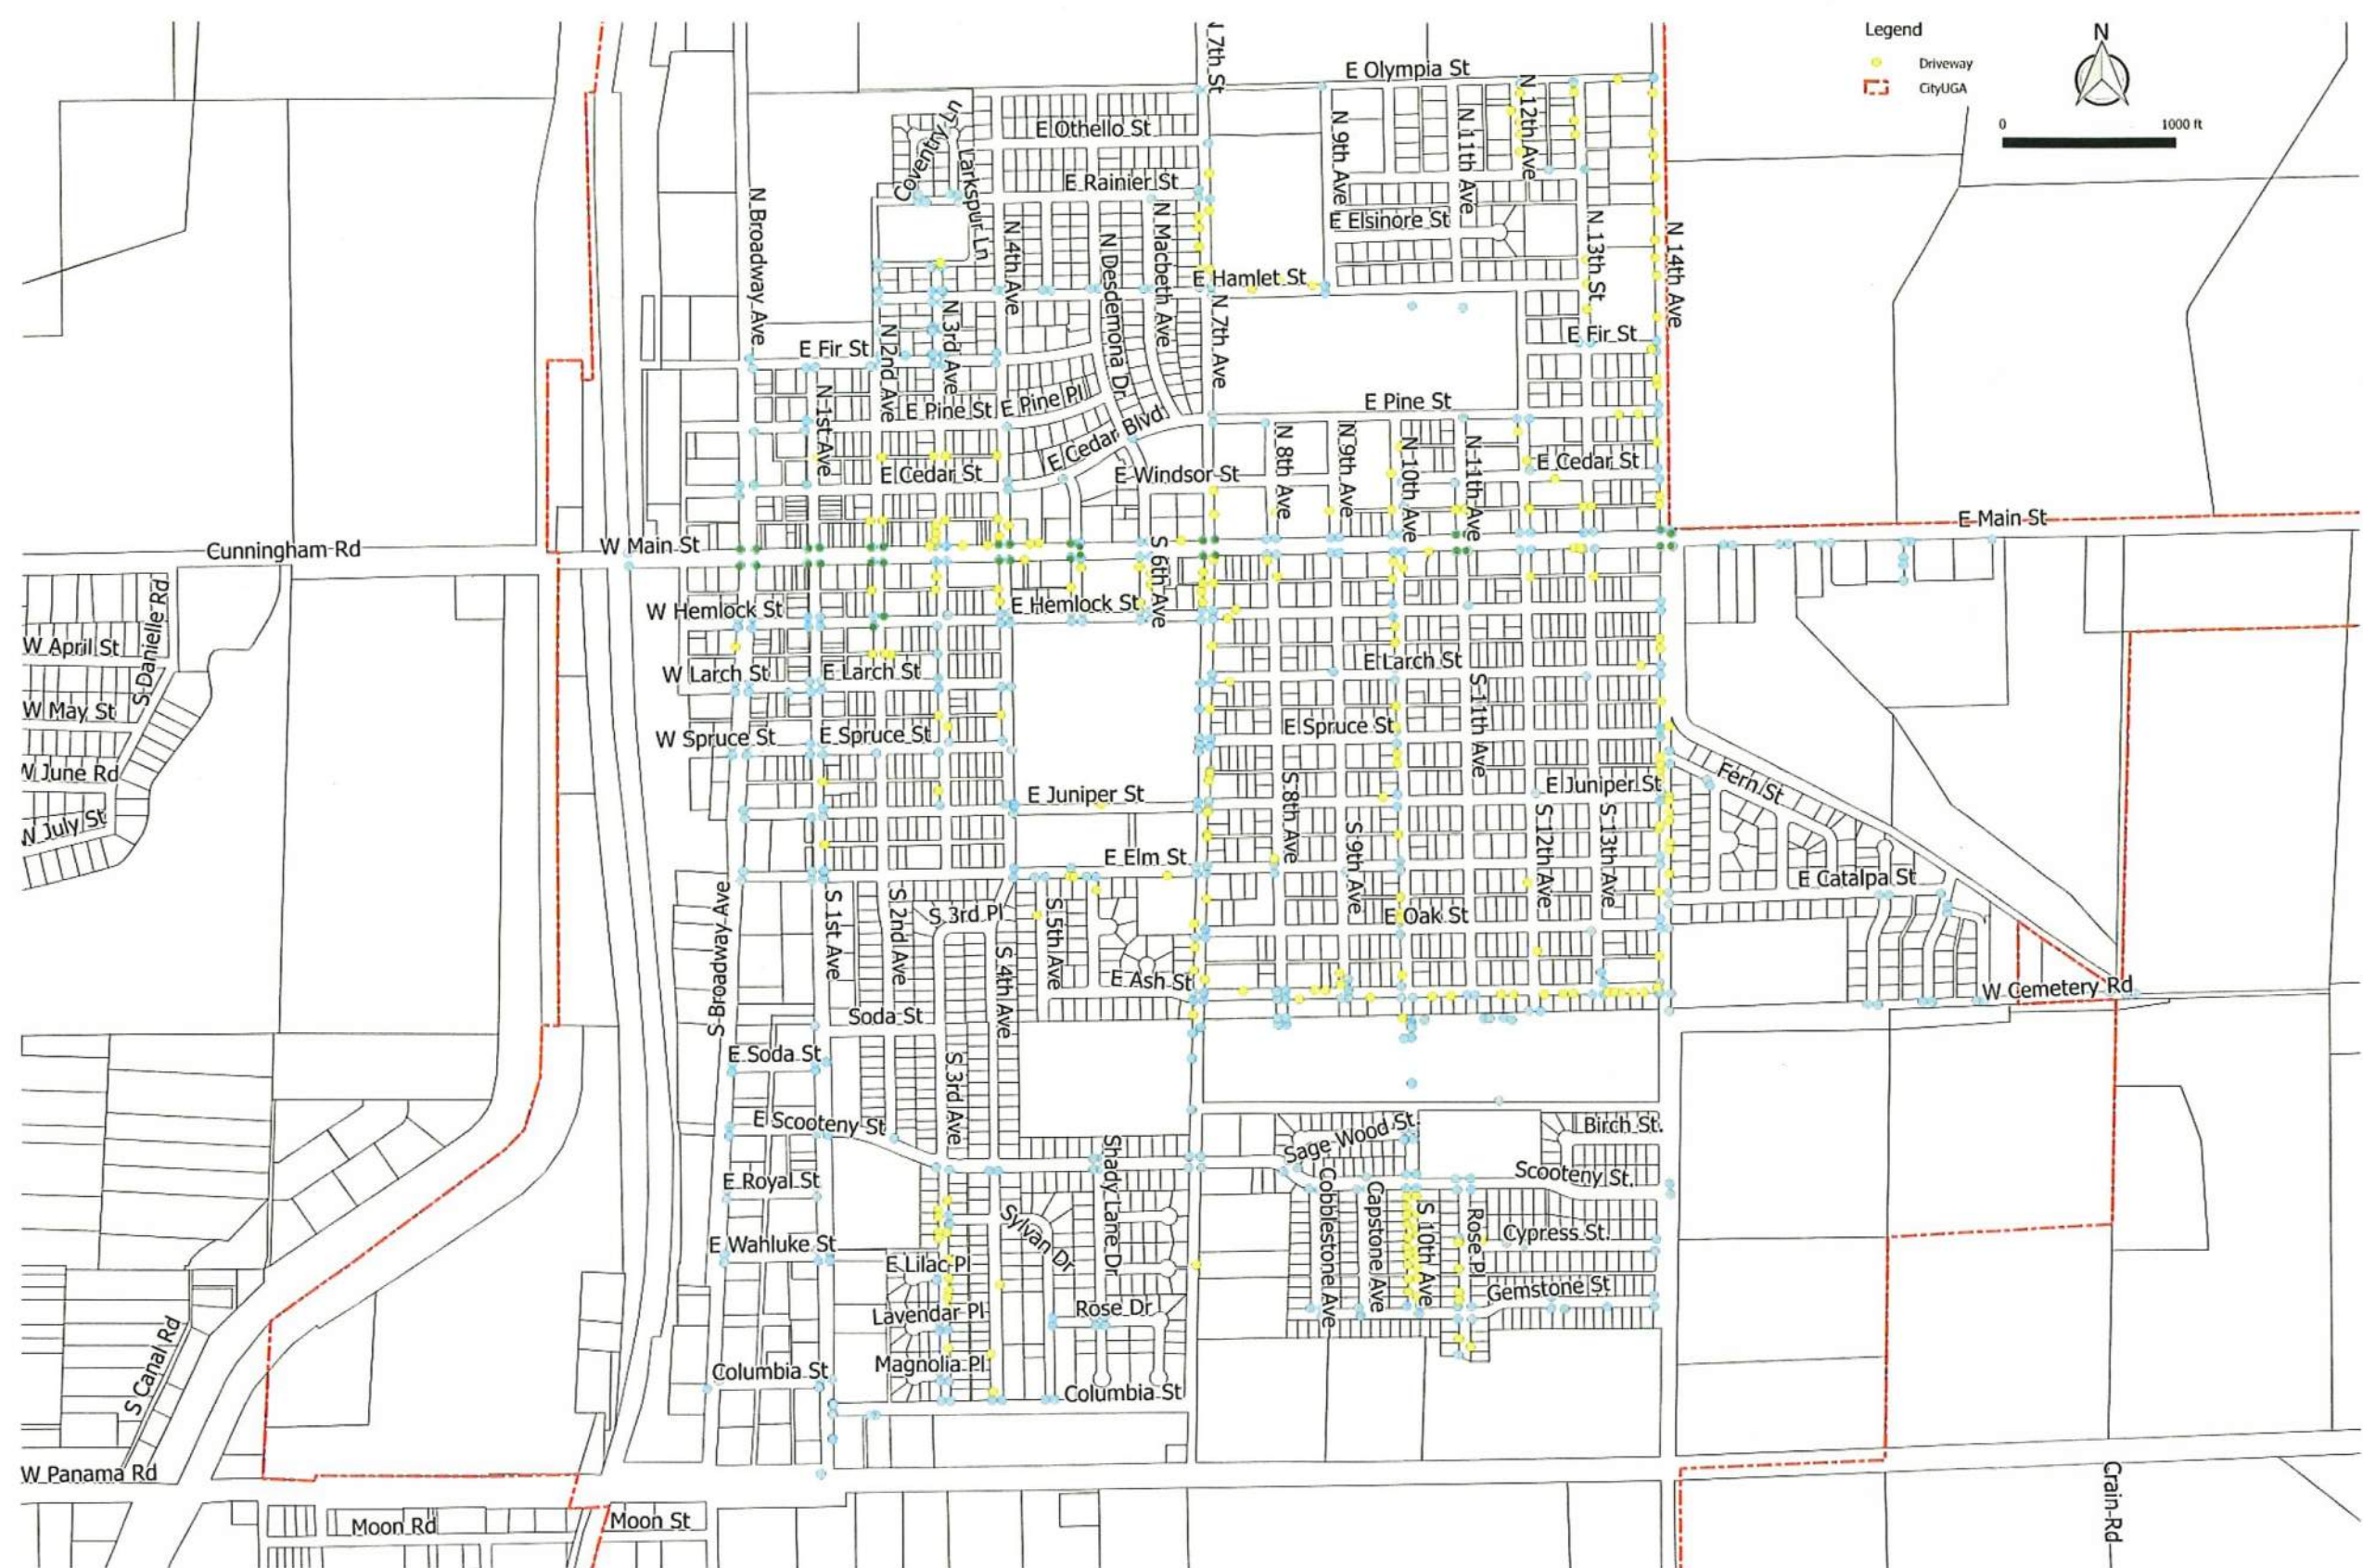 Legend
Driveway
CityUGA
N
0 1000 ft
N 7th St
E Olympia St
N 12th Ave
Coventry Ln
E Othello St
N 9th Ave
N 11th Ave
Larkspur Ln
E Rainier St
N Broadway Ave
N Macbeth Ave
E Elsinore St
N 13th St
N 14th Ave
N 4th Ave
N Desdemona Dr
E Hamlet St
N 3rd Ave
N 7th Ave
E Fir St
N 2nd Ave
E Fir St
N 1st Ave
E Pine St
E Pine Pl
E Pine St
E Cedar Blvd
N 8th Ave
N 9th Ave
N 10th Ave
N 11th Ave
E Cedar St
E Windsor St
E Cedar St
E Main St
Cunningham Rd
W Main St
S 6th Ave
S Danielle Rd
W Hemlock St
E Hemlock St
W April St
W Larch St
E Larch St
E Larch St
W May St
S 11th Ave
W Spruce St
E Spruce St
E Spruce St
W June Rd
S 8th Ave
E Juniper St
E Juniper St
Fern St
W July St
S 9th Ave
S 12th Ave
S 13th Ave
E Elm St
E Catalpa St
S Broadway Ave
S 1st Ave
S 2nd Ave
S 3rd Pl
S 5th Ave
E Oak St
S 4th Ave
E Ash St
W Cemetery Rd
Soda St
E Soda St
S 3rd Ave
E Scooteny St
Sage Wood St.
Birch St.
Shady Lane Dr
E Royal St
Scooteny St.
Cobblestone Ave
Capstone Ave
S 10th Ave
Rose Pl
Sylvan Dr
E Wahluke St
Cypress St.
E Lilac Pl
Gemstone St
Lavendar Pl
Rose Dr
S Canal Rd
Columbia St
Magnolia Pl
Columbia St
W Panama Rd
Crain Rd
Moon Rd
Moon St